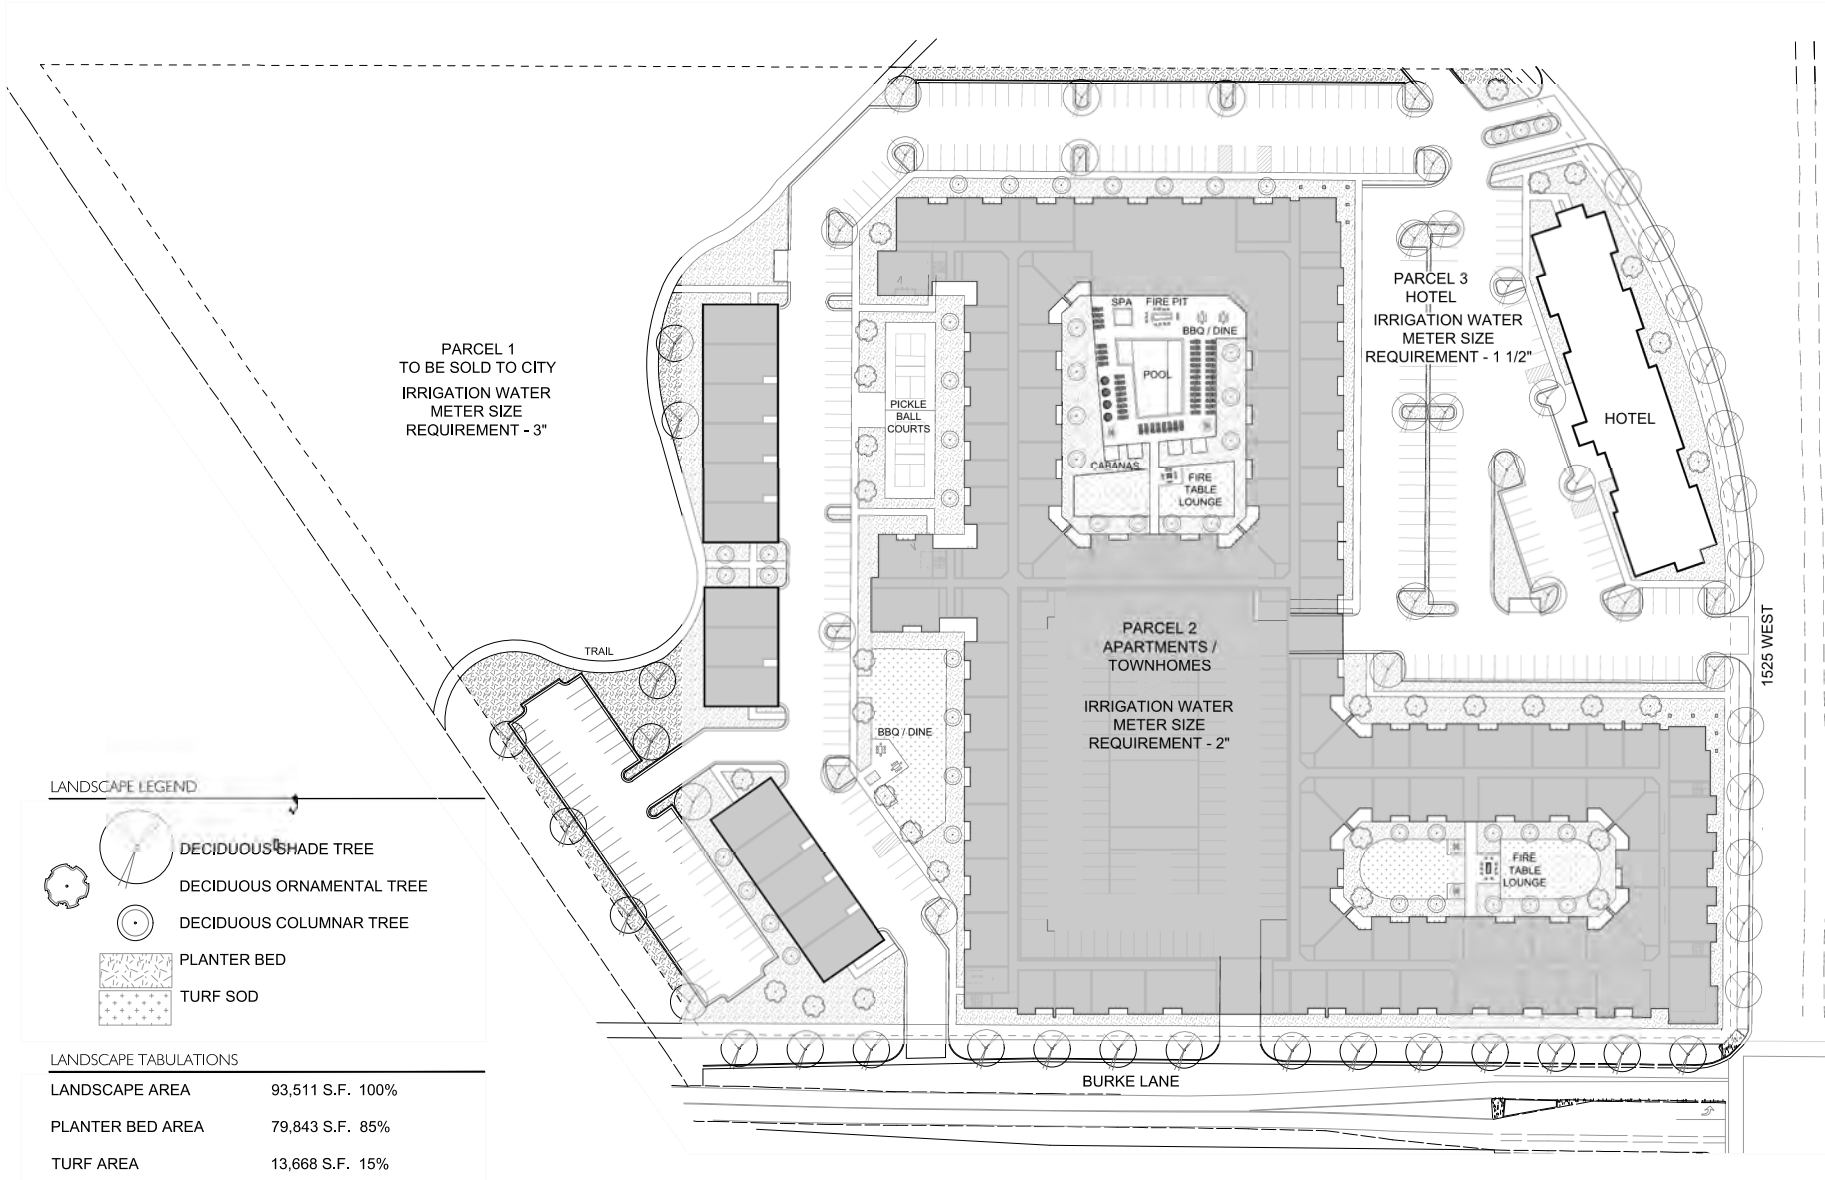 SPA
FIRE PIT
BBQ / DINE
POOL
CABANAS
FIRE
TABLE
LOUNGE
PICKLE
BALL
COURTS
PARCEL 3
HOTEL
IRRIGATION WATER
METER SIZE
REQUIREMENT - 1 1/2"
HOTEL
PARCEL 1
TO BE SOLD TO CITY
IRRIGATION WATER
METER SIZE
REQUIREMENT - 3"
TRAIL
PARCEL 2
APARTMENTS /
TOWNHOMES
IRRIGATION WATER
METER SIZE
REQUIREMENT - 2"
1525 WEST
BBQ / DINE
FIRE
TABLE
LOUNGE
BURKE LANE
LANDSCAPE LEGEND
DECIDUOUS SHADE TREE
DECIDUOUS ORNAMENTAL TREE
DECIDUOUS COLUMNAR TREE
PLANTER BED
TURF SOD
LANDSCAPE TABULATIONS
LANDSCAPE AREA 93,511 S.F. 100%
PLANTER BED AREA 79,843 S.F. 85%
TURF AREA 13,668 S.F. 15%